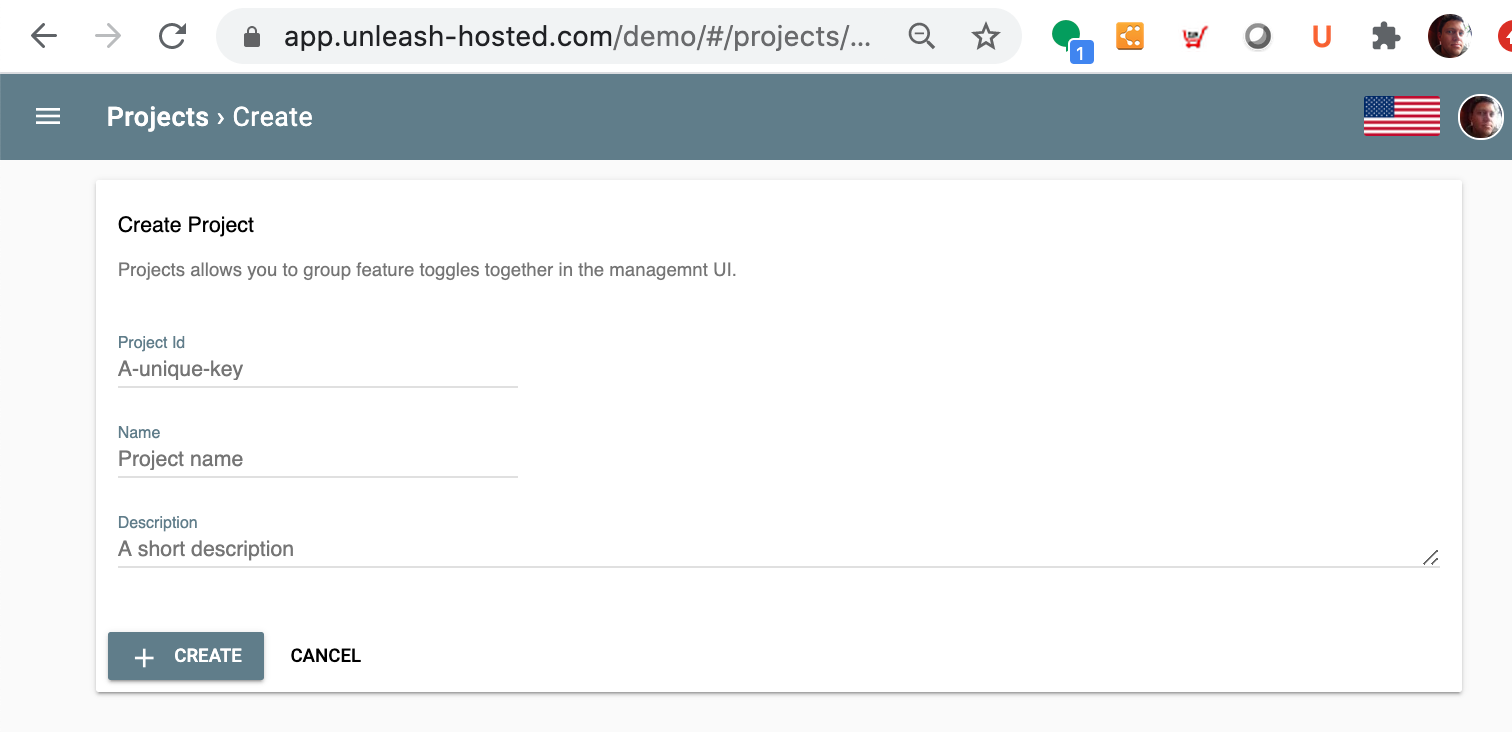 app.unleash-hosted.com/demo/#/projects/...
1
U
Projects › Create
Create Project
Projects allows you to group feature toggles together in the managemnt UI.
Project Id
A-unique-key
Name
Project name
Description
A short description
CREATE
CANCEL